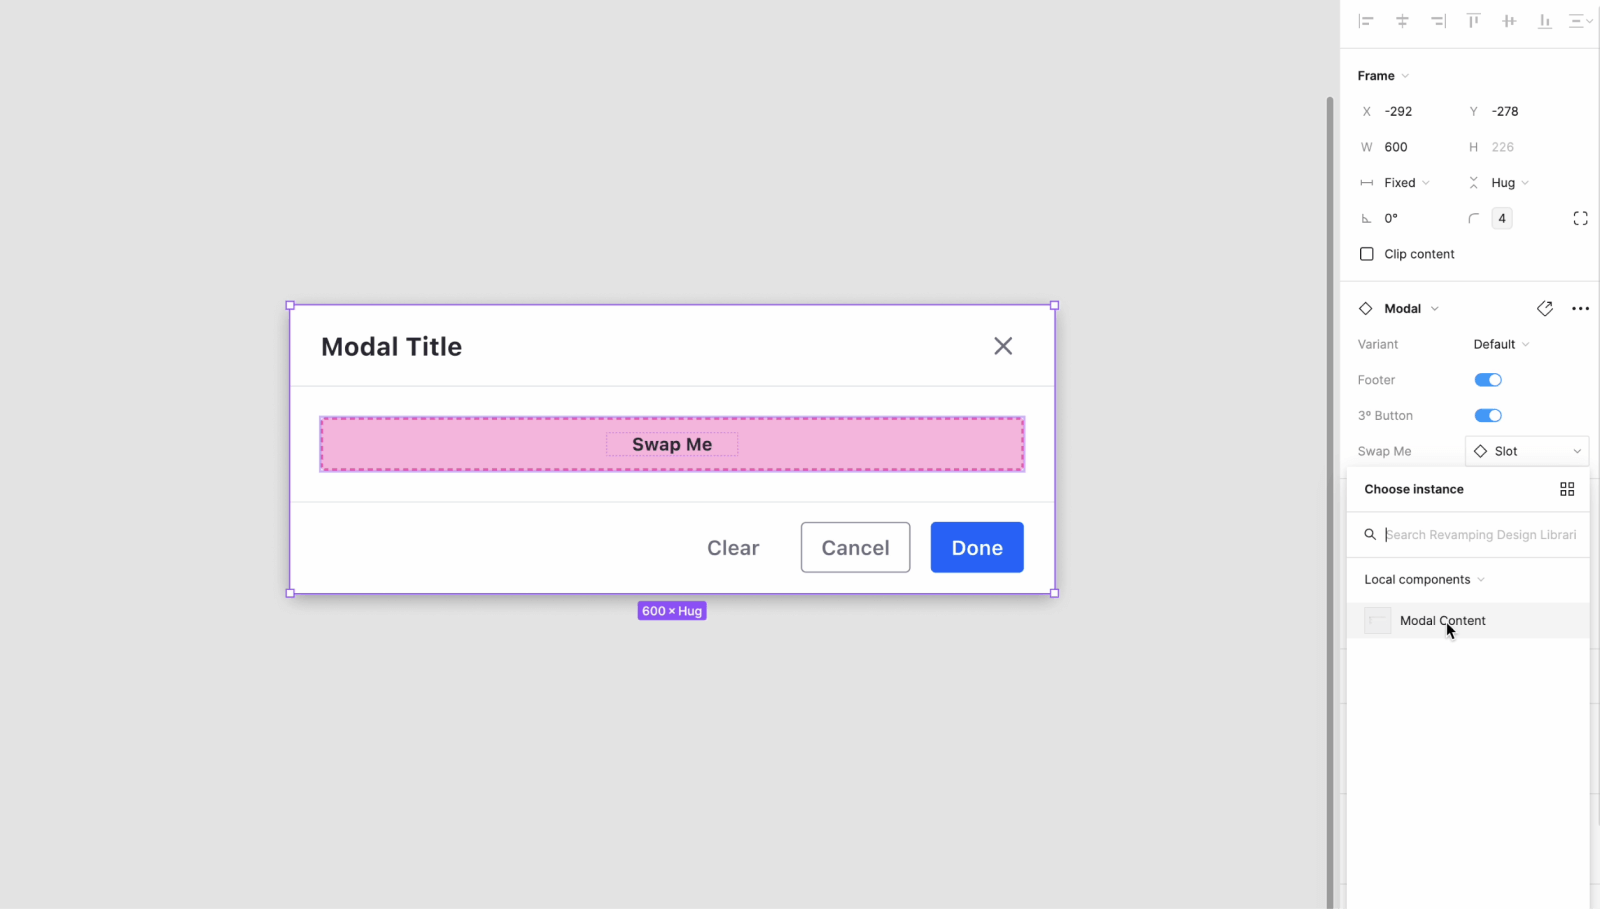 Frame
X -292 Y -278
W 600 H 226
Fixed Hug
0° 4
Clip content
Modal
Variant Default
Footer
3º Button
Swap Me Slot
Choose instance
Search Revamping Design Librari
Local components
Modal Content
Modal Title
Swap Me
Clear Cancel Done
600 × Hug